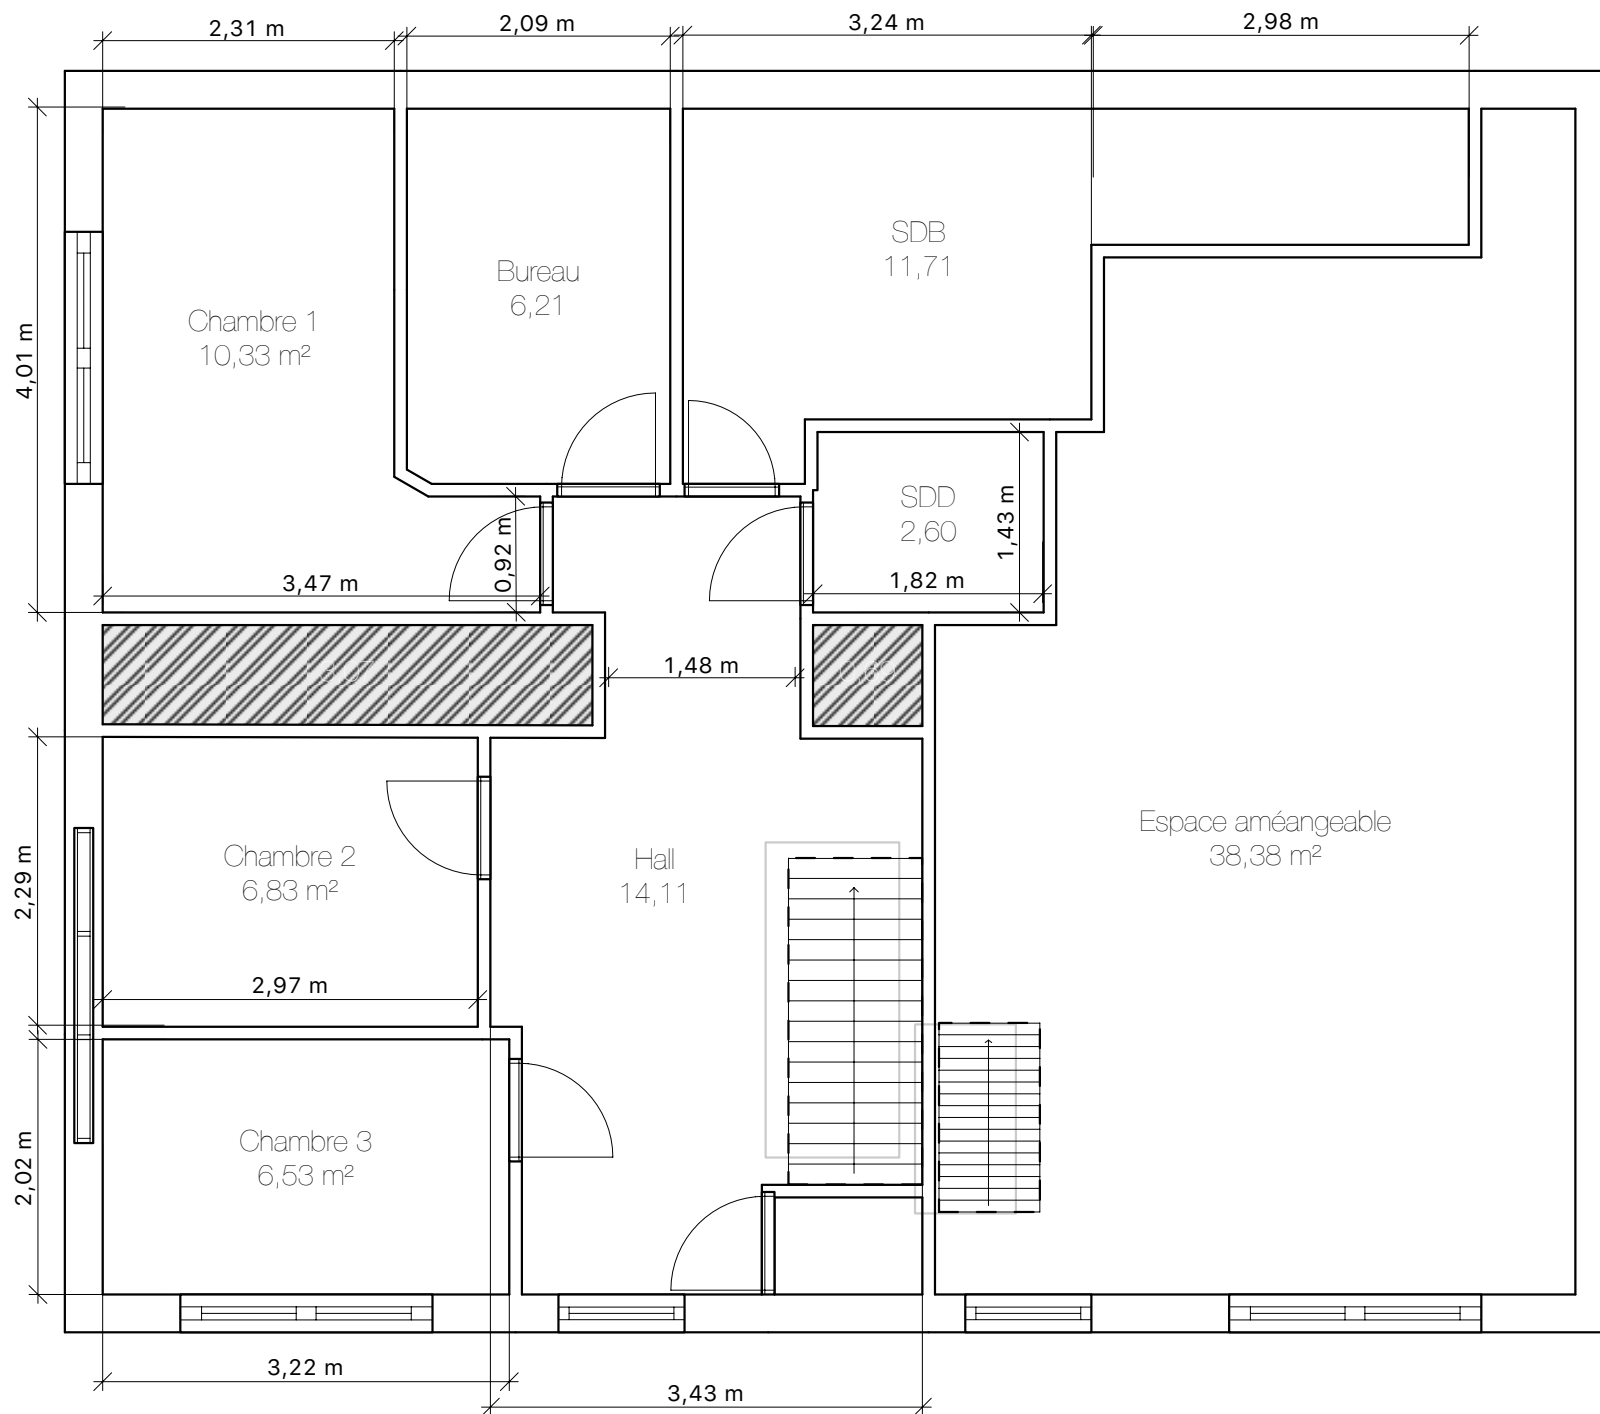 2,31 m
2,09 m
3,24 m
2,98 m
4,01 m
Chambre 1
10,33 m²
Bureau
6,21
SDB
11,71
SDD
2,60
1,43 m
1,82 m
0,92 m
3,47 m
1,48 m
2,29 m
Chambre 2
6,83 m²
2,97 m
Hall
14,11
Espace améangeable
38,38 m²
2,02 m
Chambre 3
6,53 m²
3,22 m
3,43 m